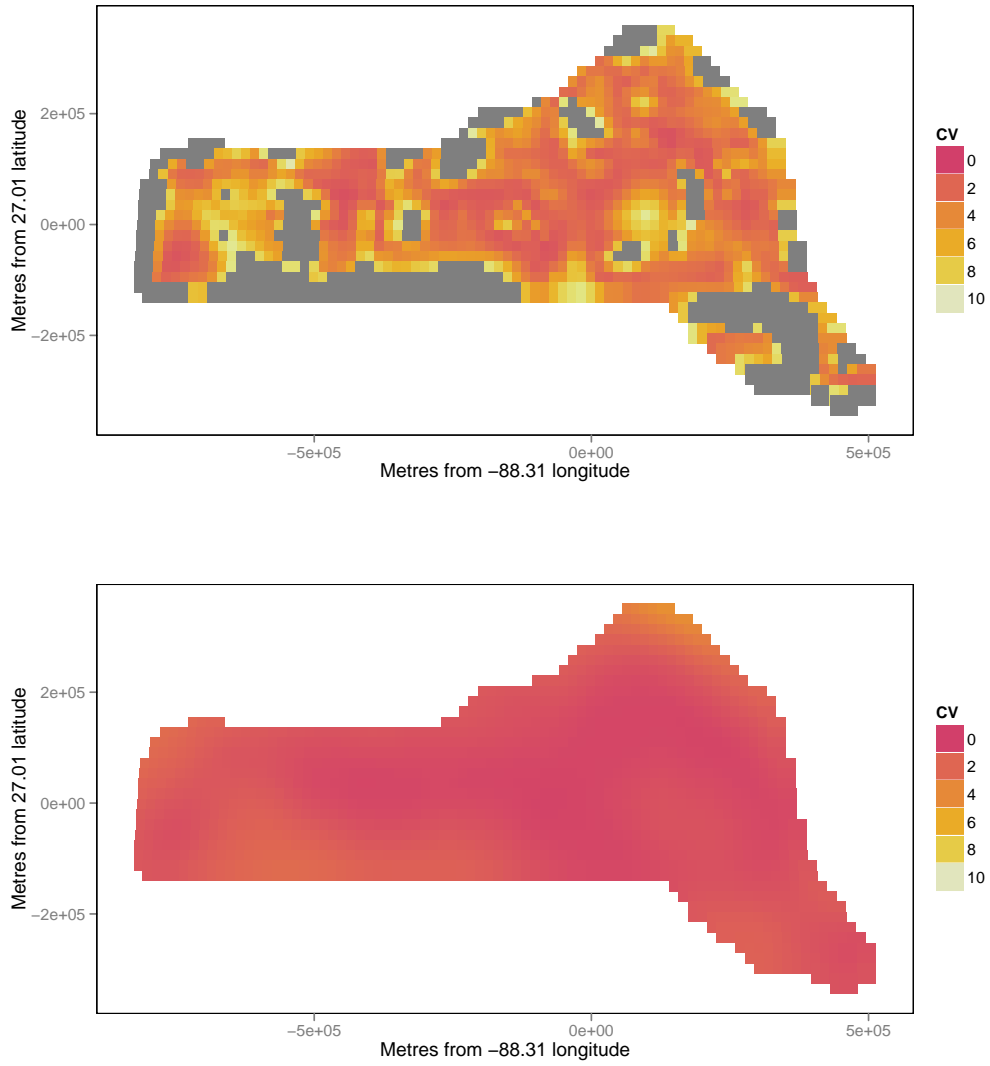 2e+05
0e+00
−2e+05
Metres from 27.01 latitude
−5e+05 0e+00 5e+05
Metres from −88.31 longitude
CV
0
2
4
6
8
10
2e+05
0e+00
−2e+05
Metres from 27.01 latitude
−5e+05 0e+00 5e+05
Metres from −88.31 longitude
CV
0
2
4
6
8
10